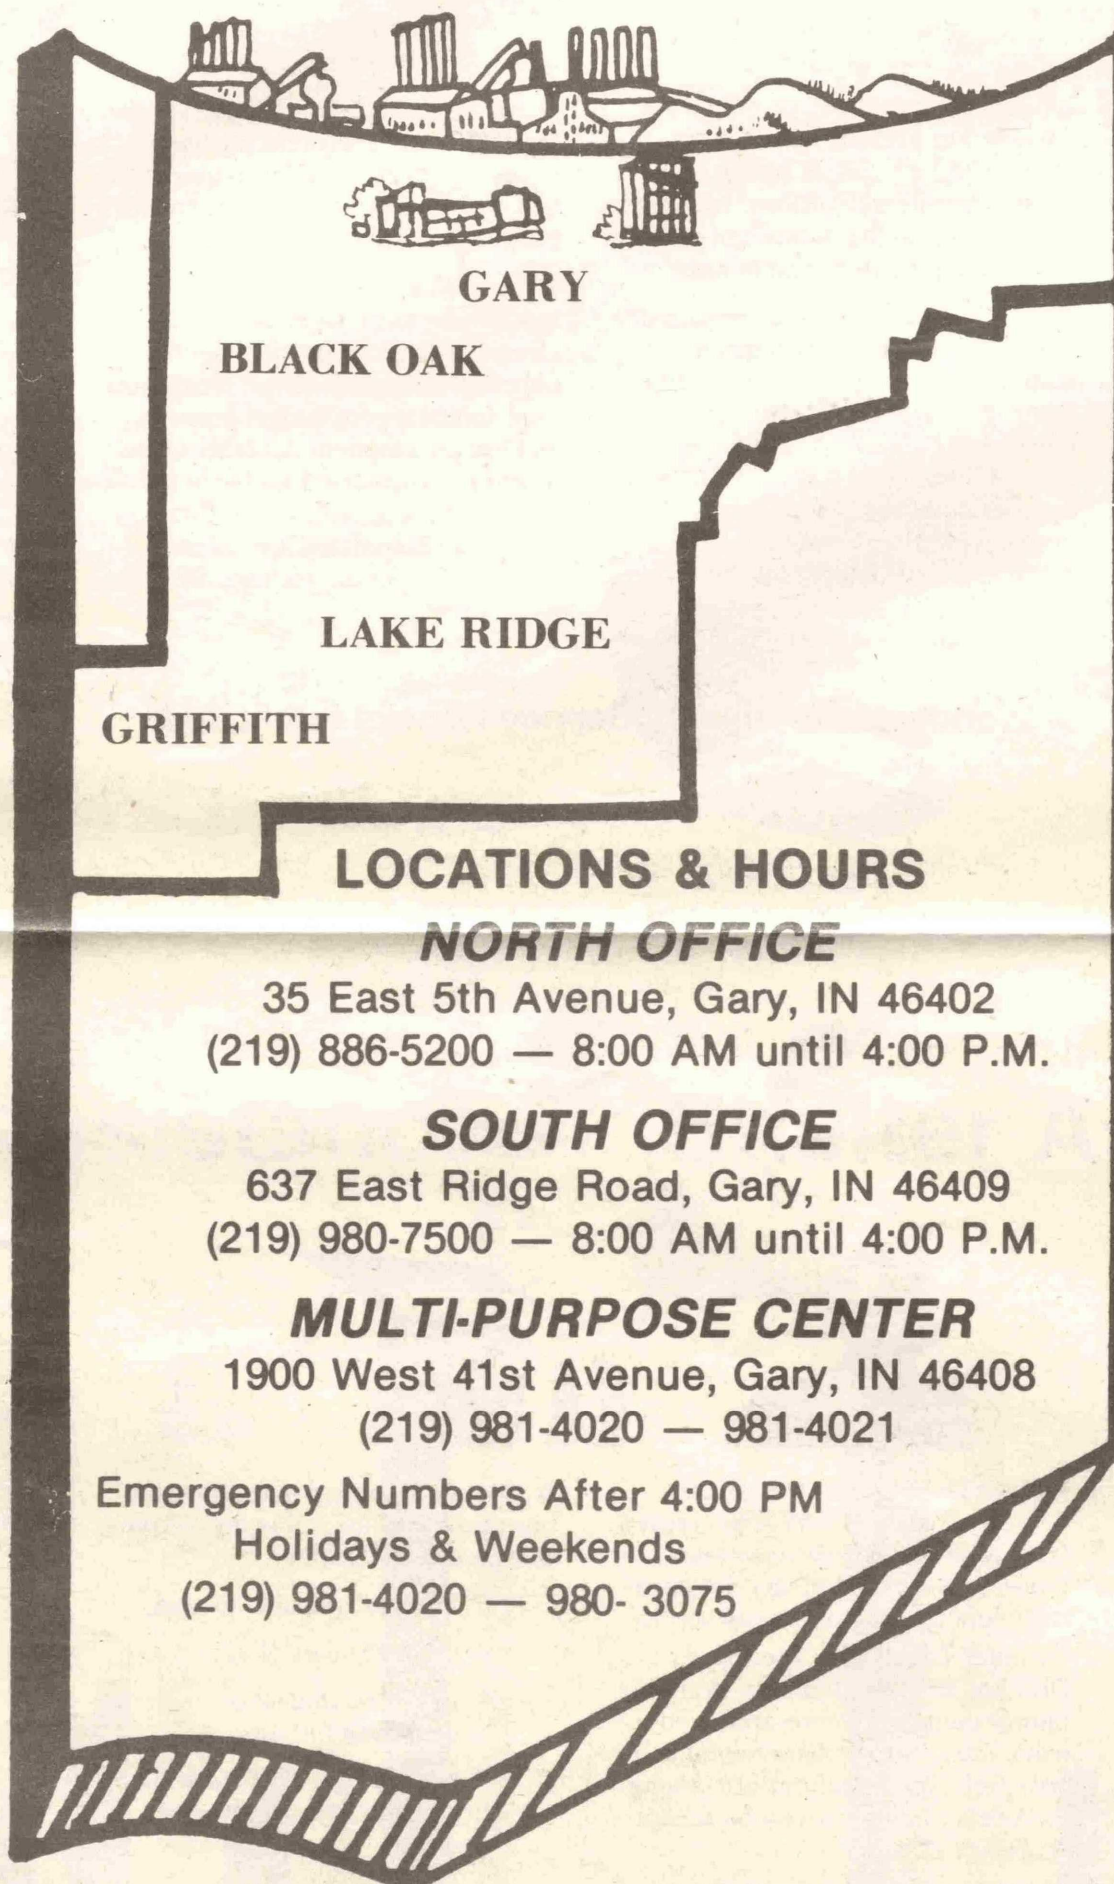 GARY
BLACK OAK
LAKE RIDGE
GRIFFITH
LOCATIONS & HOURS
NORTH OFFICE
35 East 5th Avenue, Gary, IN 46402
(219) 886-5200 — 8:00 AM until 4:00 P.M.
SOUTH OFFICE
637 East Ridge Road, Gary, IN 46409
(219) 980-7500 — 8:00 AM until 4:00 P.M.
MULTI-PURPOSE CENTER
1900 West 41st Avenue, Gary, IN 46408
(219) 981-4020 — 981-4021
Emergency Numbers After 4:00 PM
Holidays & Weekends
(219) 981-4020 — 980- 3075